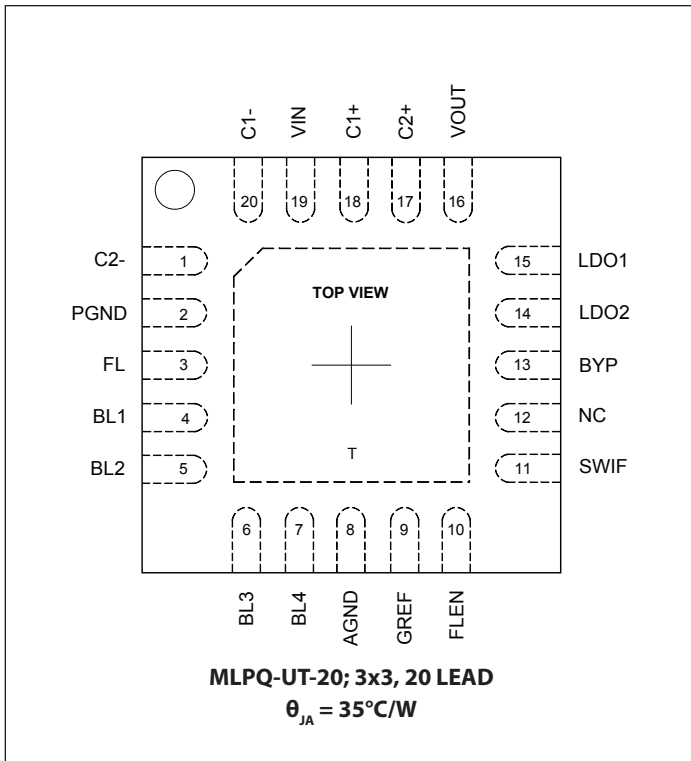 C1-
VIN
C1+
C2+
VOUT
20
19
18
17
16
C2-
1
PGND
2
FL
3
BL1
4
BL2
5
TOP VIEW
T
15
LDO1
14
LDO2
13
BYP
12
NC
11
SWIF
6
7
8
9
10
BL3
BL4
AGND
GREF
FLEN
MLPQ-UT-20; 3x3, 20 LEAD
θJA = 35°C/W